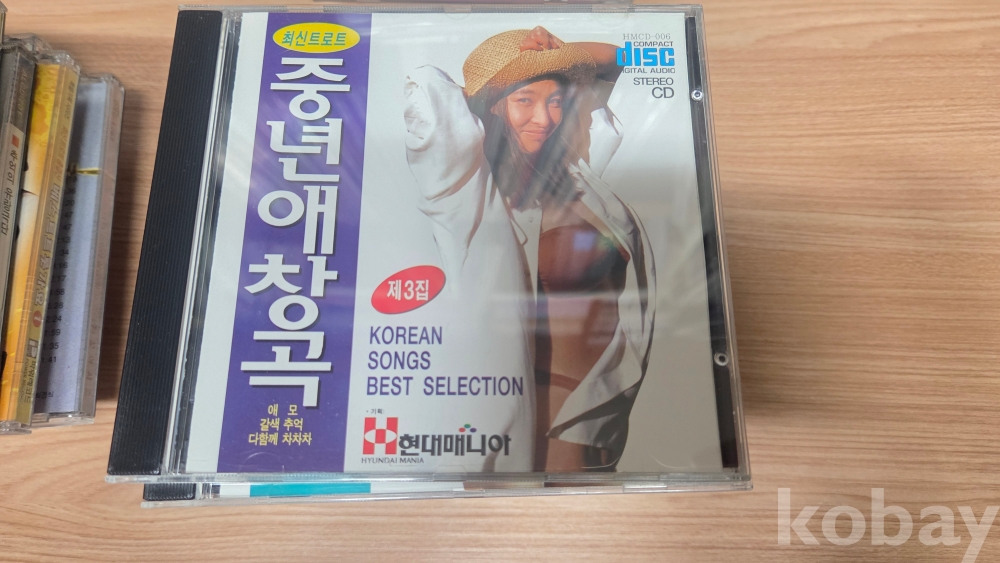 최신트로트
중년애창곡
애 모
갈색 추억
다함께 차차차
HMCD-006
COMPACT
disc
DIGITAL AUDIO
STEREO
CD
제3집
KOREAN
SONGS
BEST SELECTION
기획
현대매니아
HYUNDAI MANIA
kobay